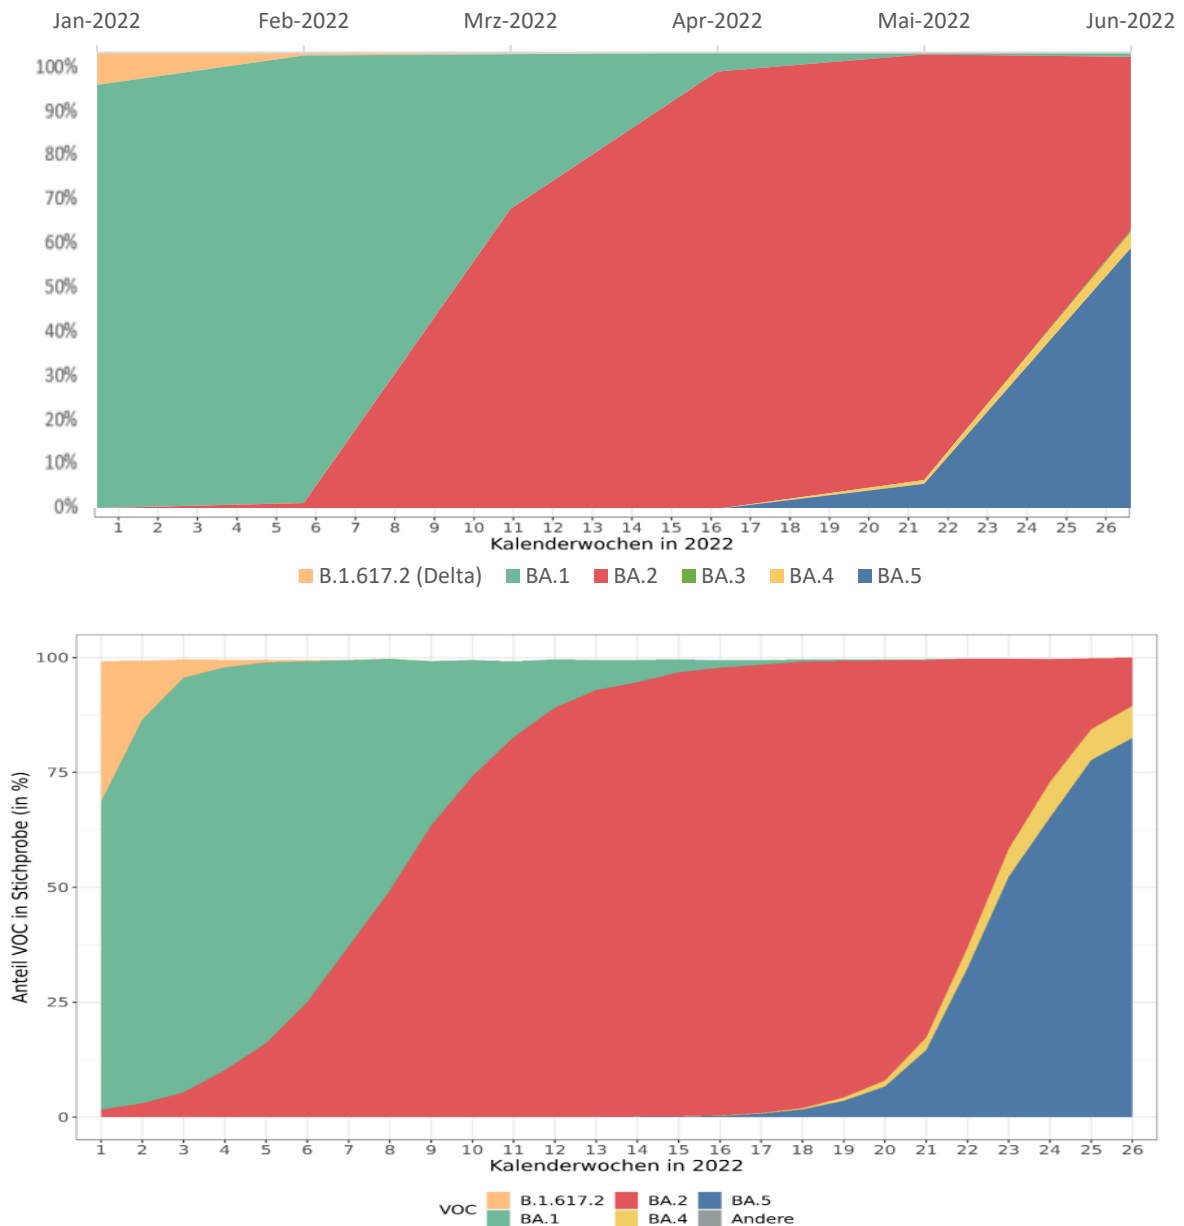 Jan-2022 Feb-2022 Mrz-2022 Apr-2022 Mai-2022 Jun-2022
100%
90%
80%
70%
60%
50%
40%
30%
20%
10%
0%
1 2 3 4 5 6 7 8 9 10 11 12 13 14 15 16 17 18 19 20 21 22 23 24 25 26
Kalenderwochen in 2022
B.1.617.2 (Delta) BA.1 BA.2 BA.3 BA.4 BA.5
Anteil VOC in Stichprobe (in %)
100
75
50
25
0
1 2 3 4 5 6 7 8 9 10 11 12 13 14 15 16 17 18 19 20 21 22 23 24 25 26
Kalenderwochen in 2022
VOC B.1.617.2 BA.2 BA.5
BA.1 BA.4 Andere